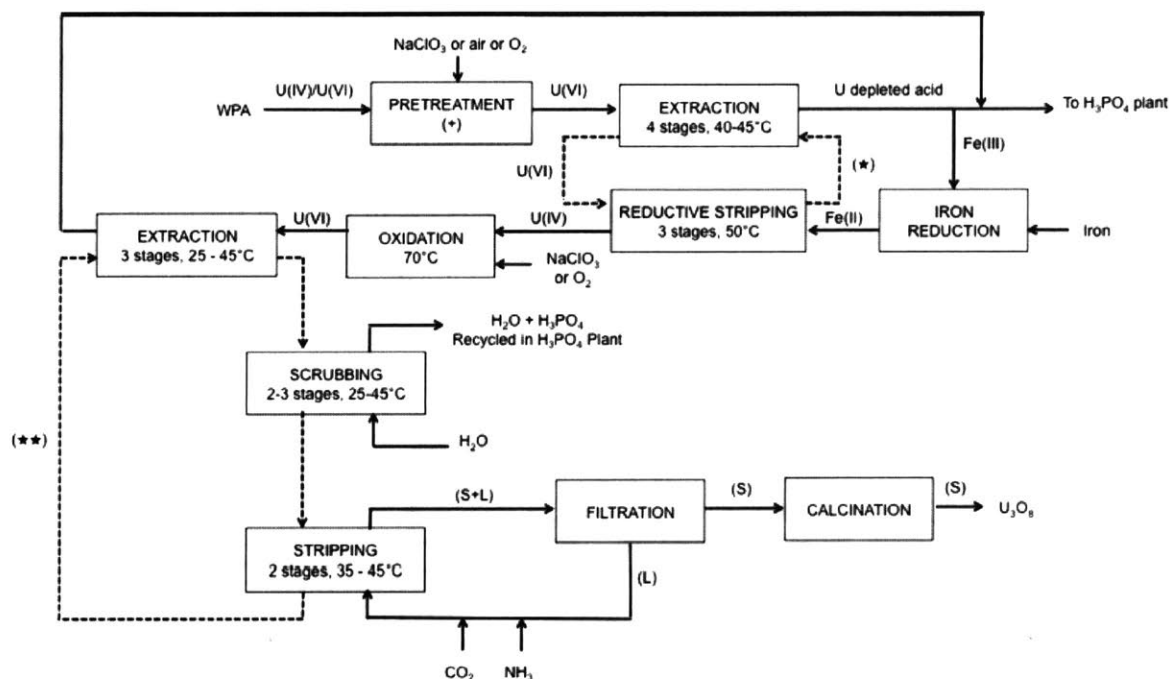 NaClO₃ or air or O₂
WPA
U(IV)/U(VI)
PRETREATMENT
(+)
U(VI)
EXTRACTION
4 stages, 40-45°C
U depleted acid
To H₃PO₄ plant
U(VI)
(★)
Fe(III)
EXTRACTION
3 stages, 25 - 45°C
U(VI)
OXIDATION
70°C
U(IV)
REDUCTIVE STRIPPING
3 stages, 50°C
Fe(II)
IRON
REDUCTION
Iron
NaClO₃
or O₂
H₂O + H₃PO₄
Recycled in H₃PO₄ Plant
SCRUBBING
2-3 stages, 25-45°C
(★★)
H₂O
(S+L)
FILTRATION
(S)
CALCINATION
(S)
U₃O₈
STRIPPING
2 stages, 35 - 45°C
(L)
CO₂
NH₃